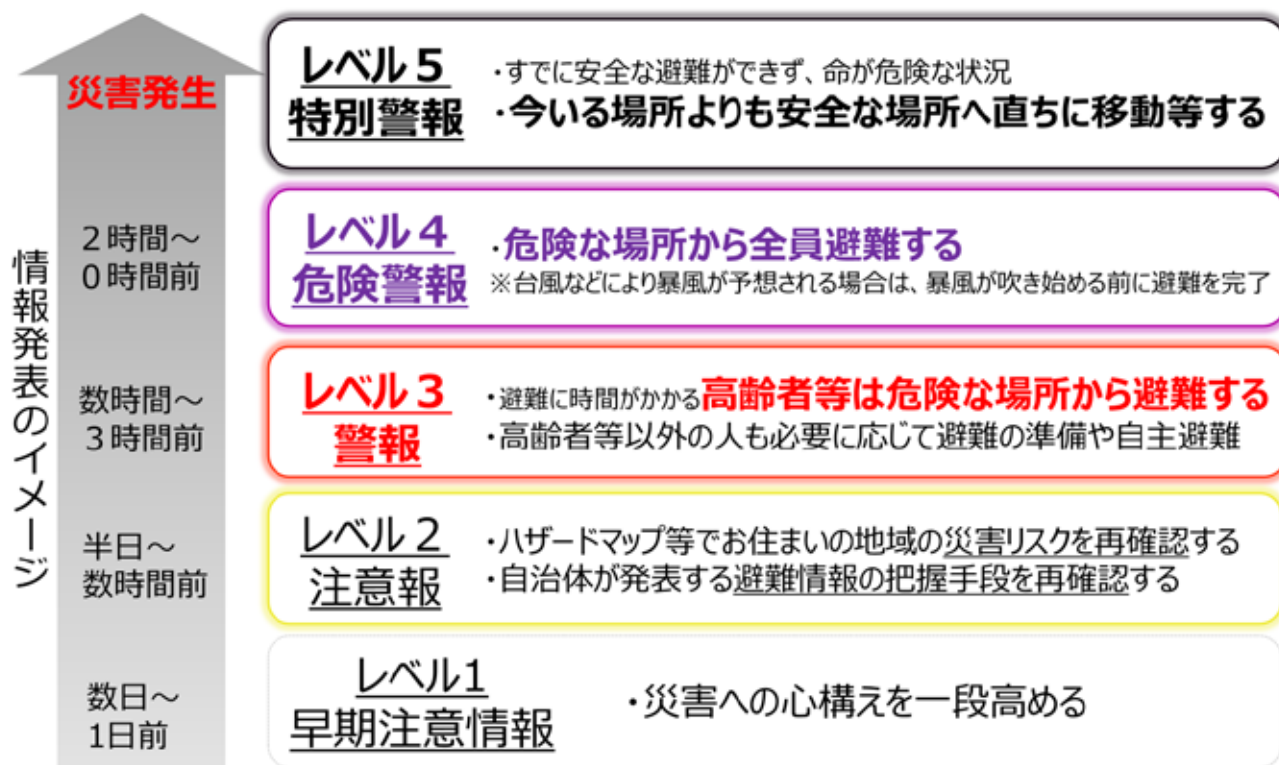 情報発表のイメージ
災害発生
レベル5
特別警報
・すでに安全な避難ができず、命が危険な状況
・今いる場所よりも安全な場所へ直ちに移動等する
2時間～
0時間前
レベル4
危険警報
・危険な場所から全員避難する
※台風などにより暴風が予想される場合は、暴風が吹き始める前に避難を完了
数時間～
3時間前
レベル3
警報
・避難に時間がかかる高齢者等は危険な場所から避難する
・高齢者等以外の人も必要に応じて避難の準備や自主避難
半日～
数時間前
レベル2
注意報
・ハザードマップ等でお住まいの地域の災害リスクを再確認する
・自治体が発表する避難情報の把握手段を再確認する
数日～
1日前
レベル1
早期注意情報
・災害への心構えを一段高める